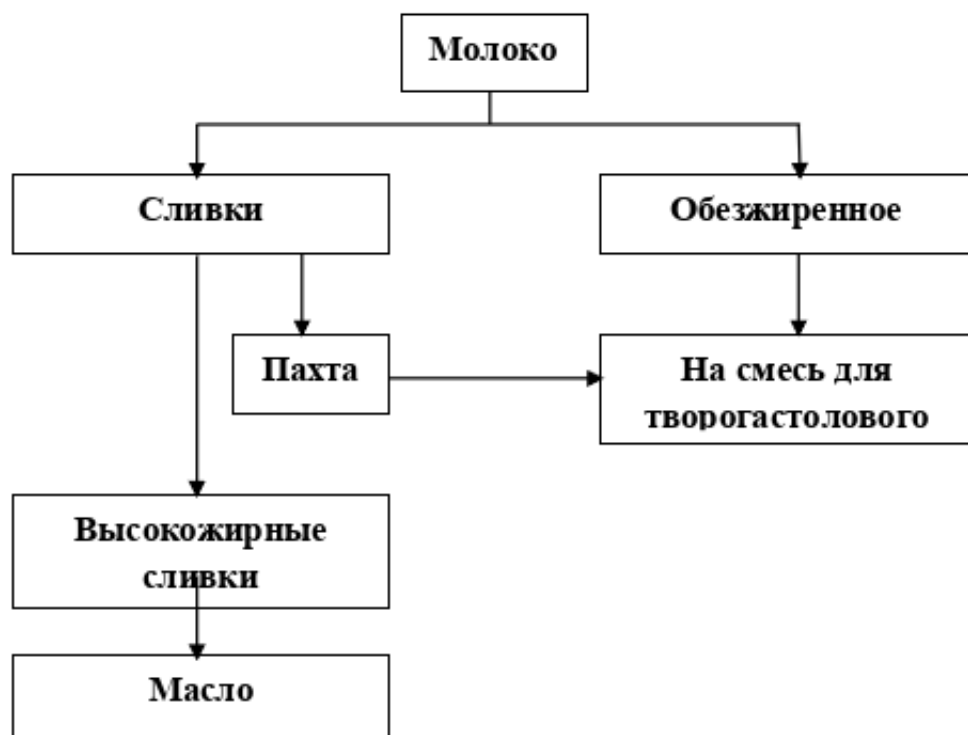 Молоко
Сливки
Обезжиренное
Пахта
На смесь для
творогастолового
Высокожирные
сливки
Масло